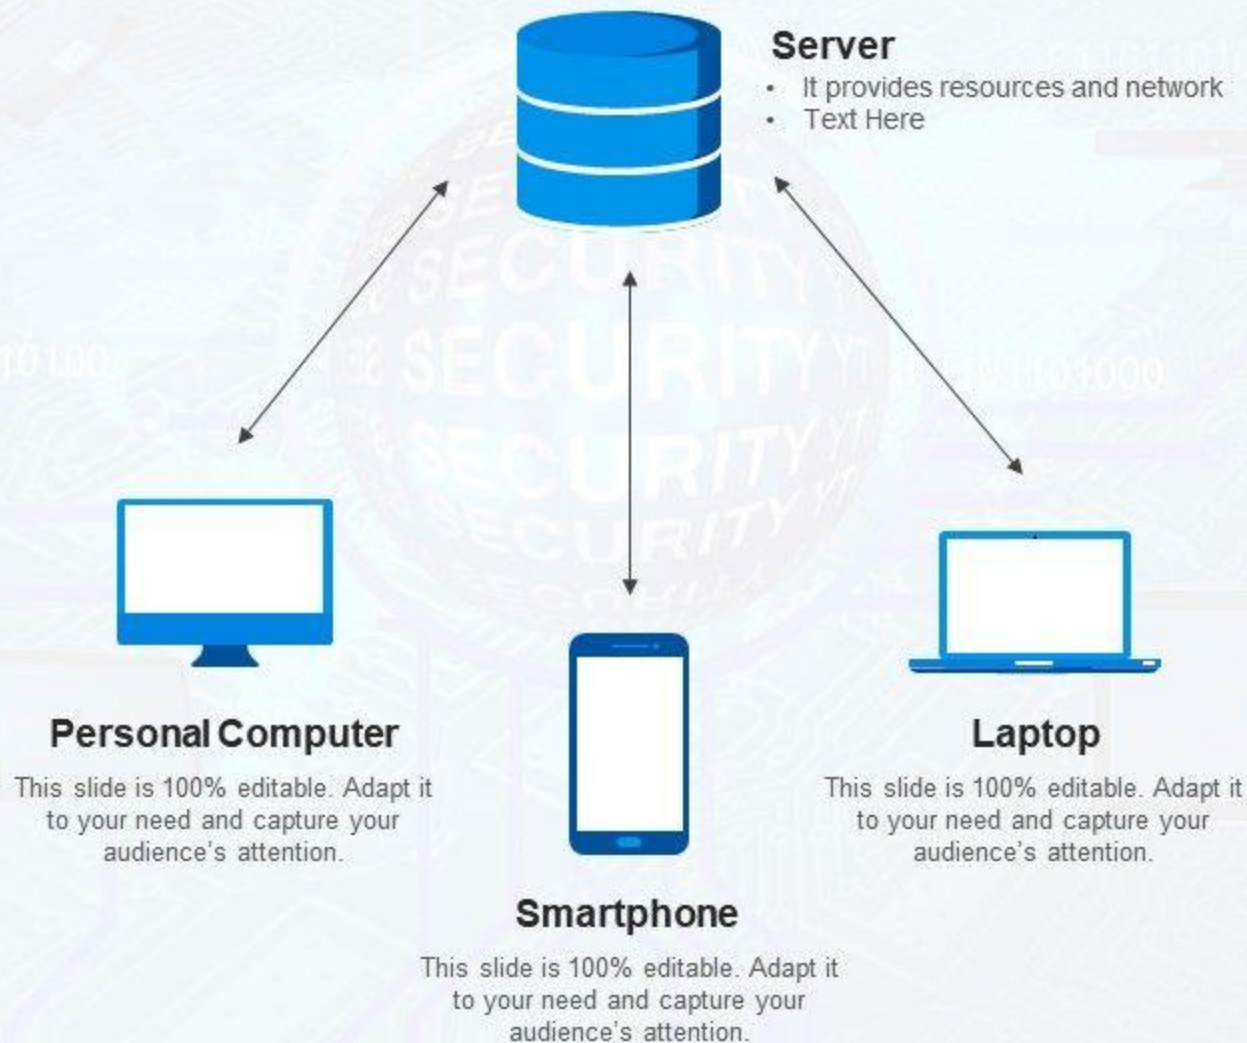 Server
• It provides resources and network
• Text Here
SECURITY
SECURITY
SECURITY
SECURITY
10100
101101000
Personal Computer
This slide is 100% editable. Adapt it
to your need and capture your
audience's attention.
Laptop
This slide is 100% editable. Adapt it
to your need and capture your
audience's attention.
Smartphone
This slide is 100% editable. Adapt it
to your need and capture your
audience's attention.